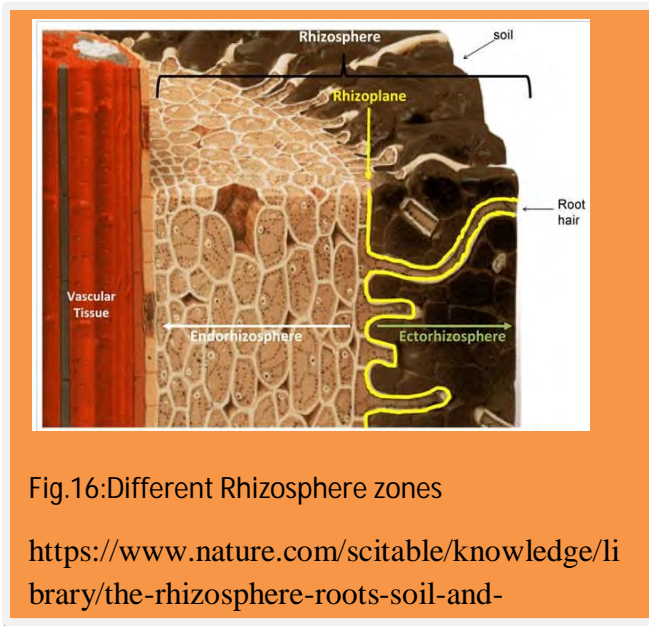 Rhizosphere
soil
Rhizoplane
Root
hair
Vascular
Tissue
Endorhizosphere
Ectorhizosphere
Fig.16:Different Rhizosphere zones
https://www.nature.com/scitable/knowledge/li
brary/the-rhizosphere-roots-soil-and-